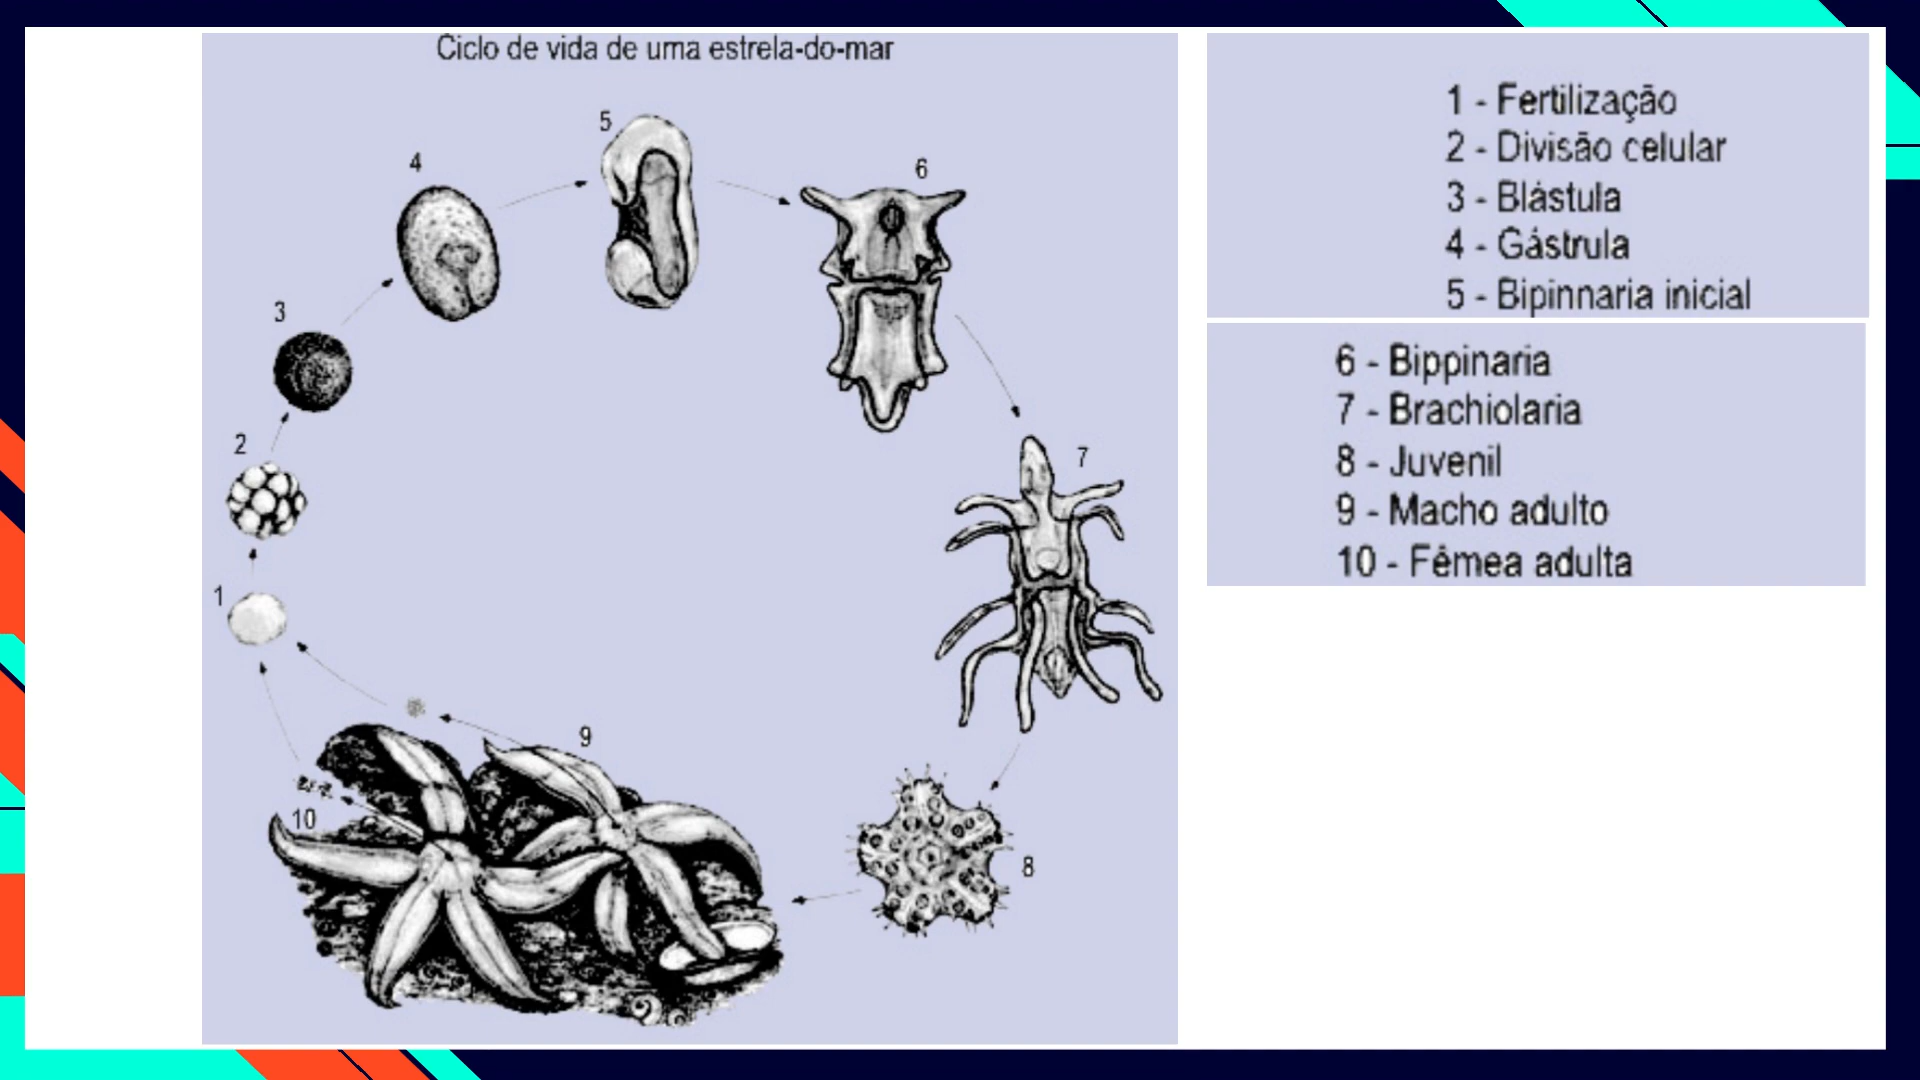 Ciclo de vida de uma estrela-do-mar
5
4
6
3
7
2
1
9
10
8
1 - Fertilização
2 - Divisão celular
3 - Blástula
4 - Gástrula
5 - Bipinnaria inicial
6 - Bippinaria
7 - Brachiolaria
8 - Juvenil
9 - Macho adulto
10 - Fêmea adulta